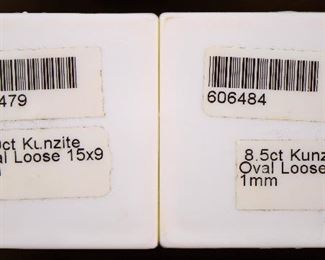 479
606484
ct Kunzite
al Loose 15x9
8.5ct Kunz
Oval Loose
1mm